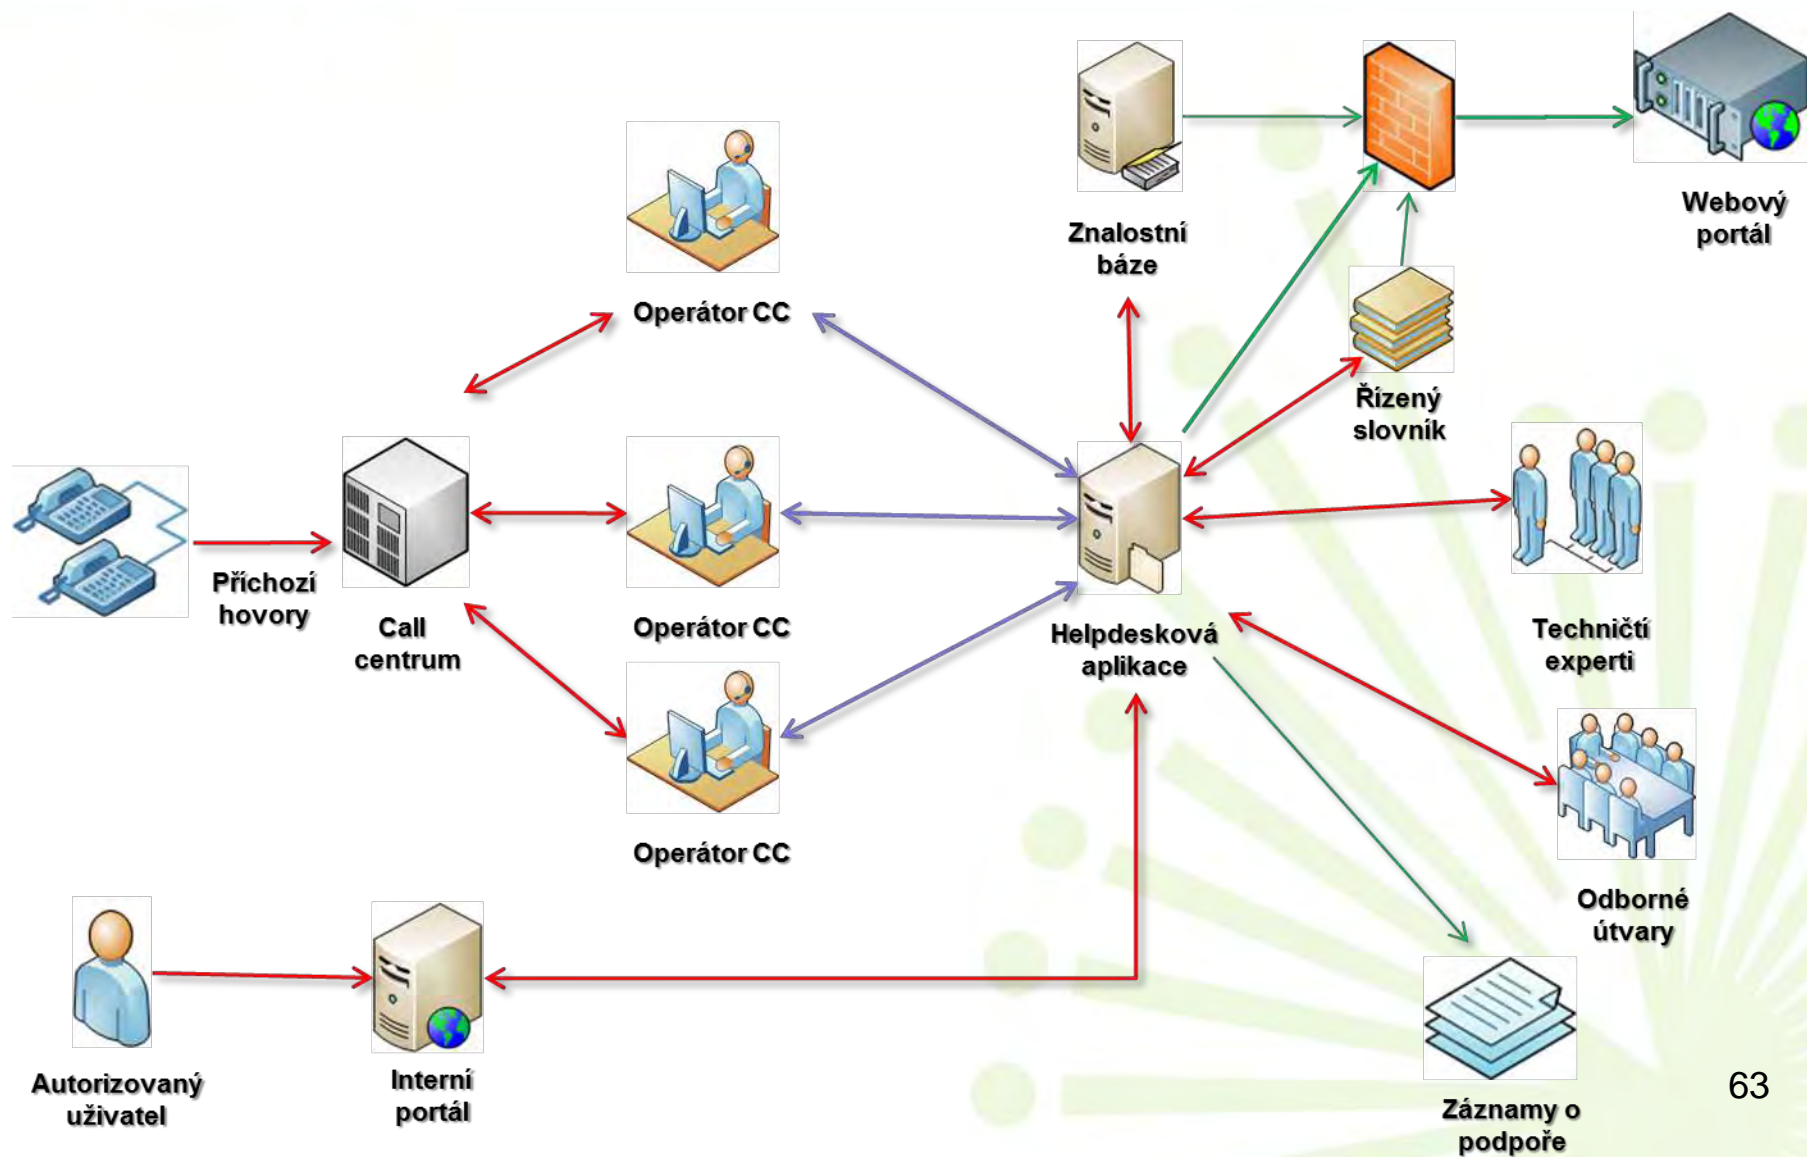 Webový
portál
Znalostní
báze
Operátor CC
Řízený
slovník
Příchozí
hovory
Call
centrum
Operátor CC
Helpdesková
aplikace
Techničtí
experti
Operátor CC
Odborné
útvary
Autorizovaný
uživatel
Interní
portál
Záznamy o
podpoře
63